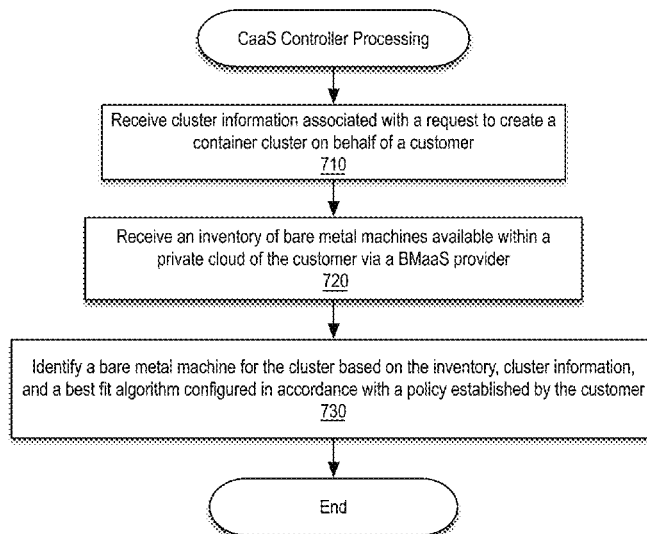 CaaS Controller Processing
Receive cluster information associated with a request to create a
container cluster on behalf of a customer
710
Receive an inventory of bare metal machines available within a
private cloud of the customer via a BMaaS provider
720
Identify a bare metal machine for the cluster based on the inventory, cluster information,
and a best fit algorithm configured in accordance with a policy established by the customer
730
End